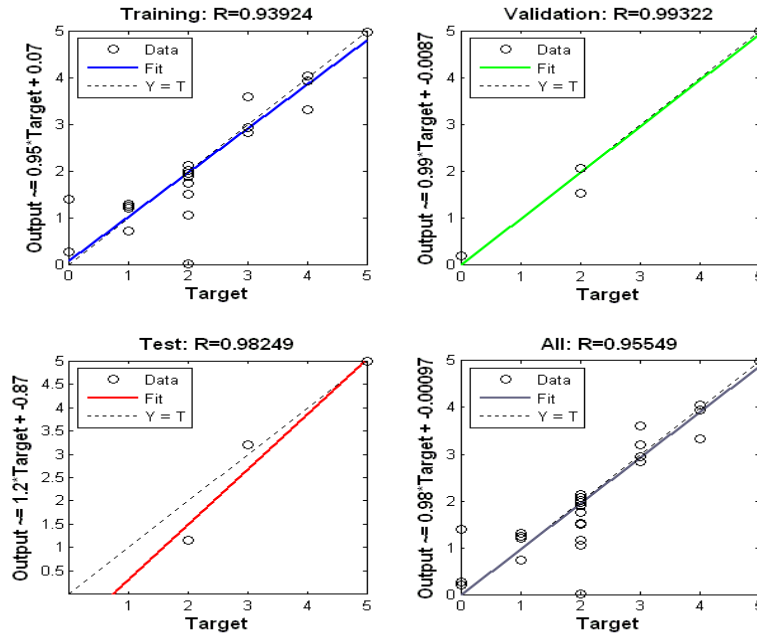 Training: R=0.93924
Output ~= 0.95*Target + 0.07
5
4
3
2
1
0
Data
Fit
Y = T
0 1 2 3 4 5
Target
Validation: R=0.99322
Output ~= 0.99*Target + -0.0087
5
4
3
2
1
0
Data
Fit
Y = T
0 1 2 3 4 5
Target
Test: R=0.98249
Output ~= 1.2*Target + -0.87
5
4.5
4
3.5
3
2.5
2
1.5
1
0.5
Data
Fit
Y = T
1 2 3 4 5
Target
All: R=0.95549
Output ~= 0.98*Target + -0.00097
5
4
3
2
1
0
Data
Fit
Y = T
0 1 2 3 4 5
Target